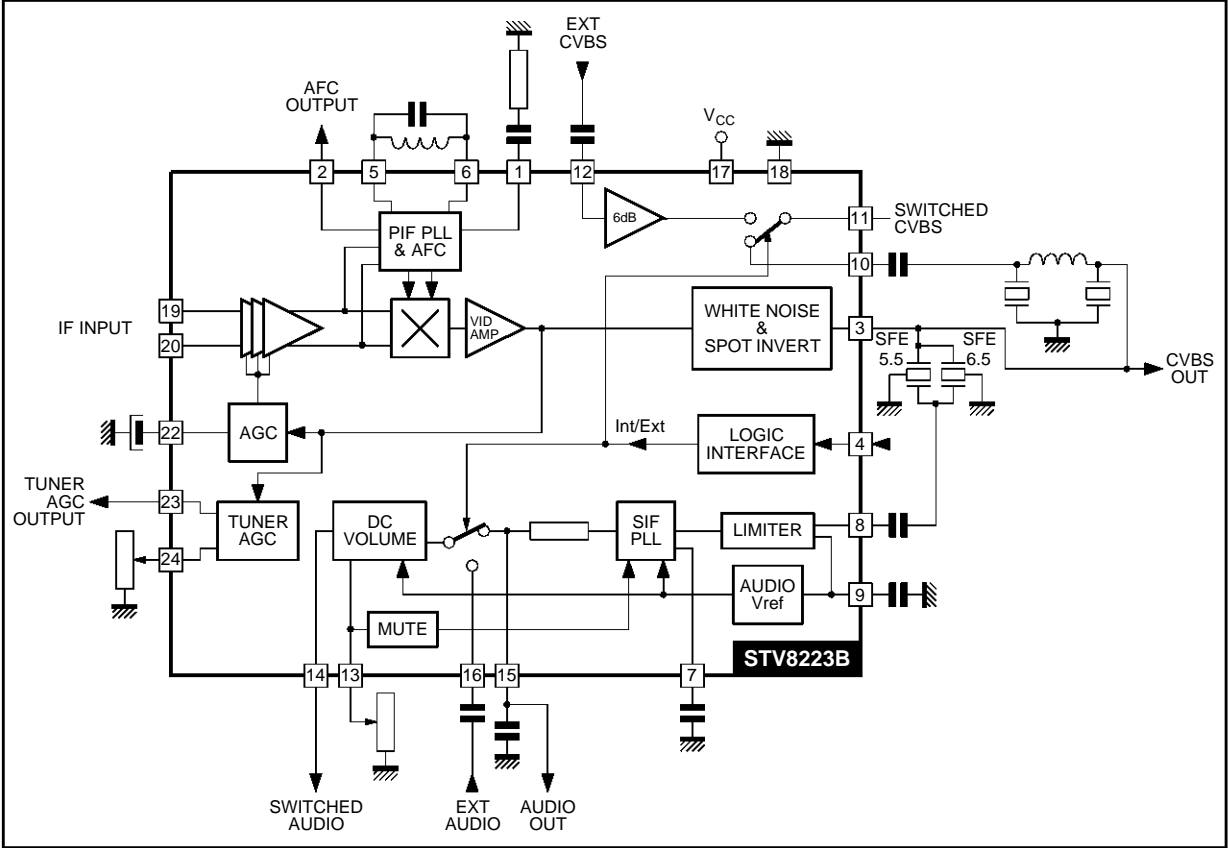 EXT
CVBS
AFC
OUTPUT
VCC
2
5
6
1
12
17
18
PIF PLL
& AFC
6dB
11
SWITCHED
CVBS
10
19
IF INPUT
20
VID
AMP
WHITE NOISE
&
SPOT INVERT
3
SFE
5.5
SFE
6.5
CVBS
OUT
22
AGC
Int/Ext
LOGIC
INTERFACE
4
TUNER
AGC
OUTPUT
23
TUNER
AGC
24
DC
VOLUME
SIF
PLL
LIMITER
8
AUDIO
Vref
9
MUTE
STV8223B
14
13
16
15
7
SWITCHED
AUDIO
EXT
AUDIO
AUDIO
OUT